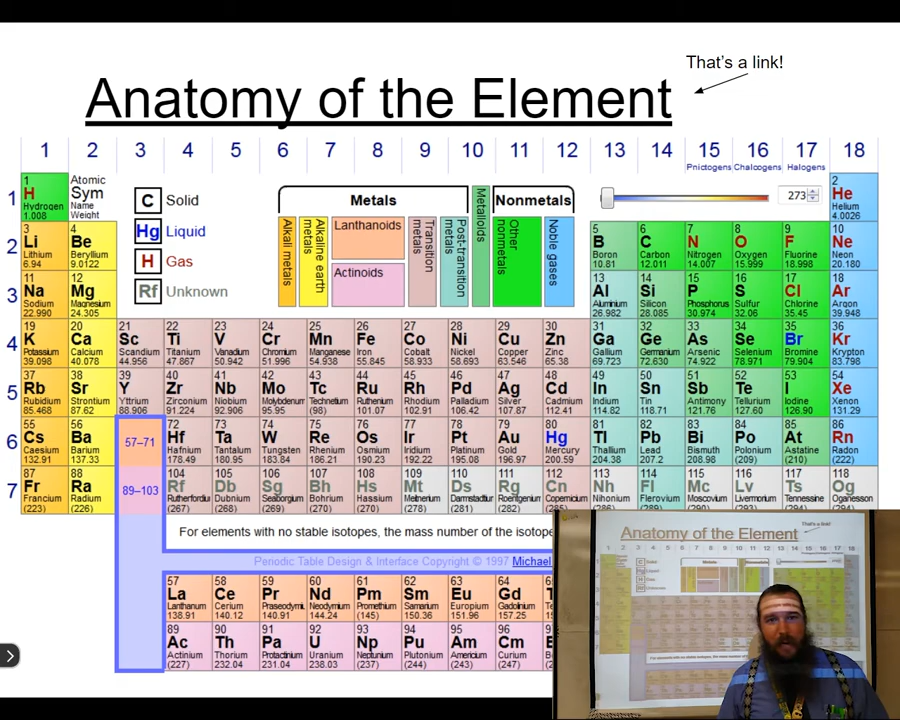 That's a link!
Anatomy of the Element
1 2 3 4 5 6 7 8 9 10 11 12 13 14 15 16 17 18
Pnictogens Chalcogens Halogens
1
1
H
Hydrogen
1.008
Atomic
Sym
Name
Weight
C Solid
Hg Liquid
H Gas
Rf Unknown
Metals
Alkali metals
Alkaline earth metals
Lanthanoids
Actinoids
Transition metals
Post-transition metals
Metalloids
Nonmetals
Other nonmetals
Noble gases
273
2
He
Helium
4.0026
2
3 4 5 6 7 8 9 10
Li Be B C N O F Ne
Lithium Beryllium Boron Carbon Nitrogen Oxygen Fluorine Neon
6.94 9.0122 10.81 12.011 14.007 15.999 18.998 20.180
3
11 12 13 14 15 16 17 18
Na Mg Al Si P S Cl Ar
Sodium Magnesium Aluminium Silicon Phosphorus Sulfur Chlorine Argon
22.990 24.305 26.982 28.085 30.974 32.06 35.45 39.948
4
19 20 21 22 23 24 25 26 27 28 29 30 31 32 33 34 35 36
K Ca Sc Ti V Cr Mn Fe Co Ni Cu Zn Ga Ge As Se Br Kr
Potassium Calcium Scandium Titanium Vanadium Chromium Manganese Iron Cobalt Nickel Copper Zinc Gallium Germanium Arsenic Selenium Bromine Krypton
39.098 40.078 44.956 47.867 50.942 51.996 54.938 55.845 58.933 58.693 63.546 65.38 69.723 72.630 74.922 78.971 79.904 83.798
5
37 38 39 40 41 42 43 44 45 46 47 48 49 50 51 52 53 54
Rb Sr Y Zr Nb Mo Tc Ru Rh Pd Ag Cd In Sn Sb Te I Xe
Rubidium Strontium Yttrium Zirconium Niobium Molybdenum Technetium Ruthenium Rhodium Palladium Silver Cadmium Indium Tin Antimony Tellurium Iodine Xenon
85.468 87.62 88.906 91.224 92.906 95.95 (98) 101.07 102.91 106.42 107.87 112.41 114.82 118.71 121.76 127.60 126.90 131.29
6
55 56 57–71 72 73 74 75 76 77 78 79 80 81 82 83 84 85 86
Cs Ba Hf Ta W Re Os Ir Pt Au Hg Tl Pb Bi Po At Rn
Caesium Barium Hafnium Tantalum Tungsten Rhenium Osmium Iridium Platinum Gold Mercury Thallium Lead Bismuth Polonium Astatine Radon
132.91 137.33 178.49 180.95 183.84 186.21 190.23 192.22 195.08 196.97 200.59 204.38 207.2 208.98 (209) (210) (222)
7
87 88 89–103 104 105 106 107 108 109 110 111 112 113 114 115 116 117 118
Fr Ra Rf Db Sg Bh Hs Mt Ds Rg Cn Nh Fl Mc Lv Ts Og
Francium Radium Rutherfordiu Dubnium Seaborgium Bohrium Hassium Meitnerium Darmstadtiur Roentgenium Copernicium Nihonium Flerovium Moscovium Livermorium Tennessine Oganesson
(223) (226) (267) (268) (269) (270) (270) (278) (281) (282)
For elements with no stable isotopes, the mass number of the isotope
Periodic Table Design & Interface Copyright © 1997 Michael
57 58 59 60 61 62 63 64
La Ce Pr Nd Pm Sm Eu Gd
Lanthanum Cerium Praseodymi. Neodymium Promethium Samarium Europium Gadolinium
138.91 140.12 140.91 144.24 (145) 150.36 151.96 157.25
89 90 91 92 93 94 95 96
Ac Th Pa U Np Pu Am Cm
Actinium Thorium Protactinium Uranium Neptunium Plutonium Americium Curium
(227) 232.04 231.04 238.03 (237) (244) (243) (247)
That's a link!
Anatomy of the Element